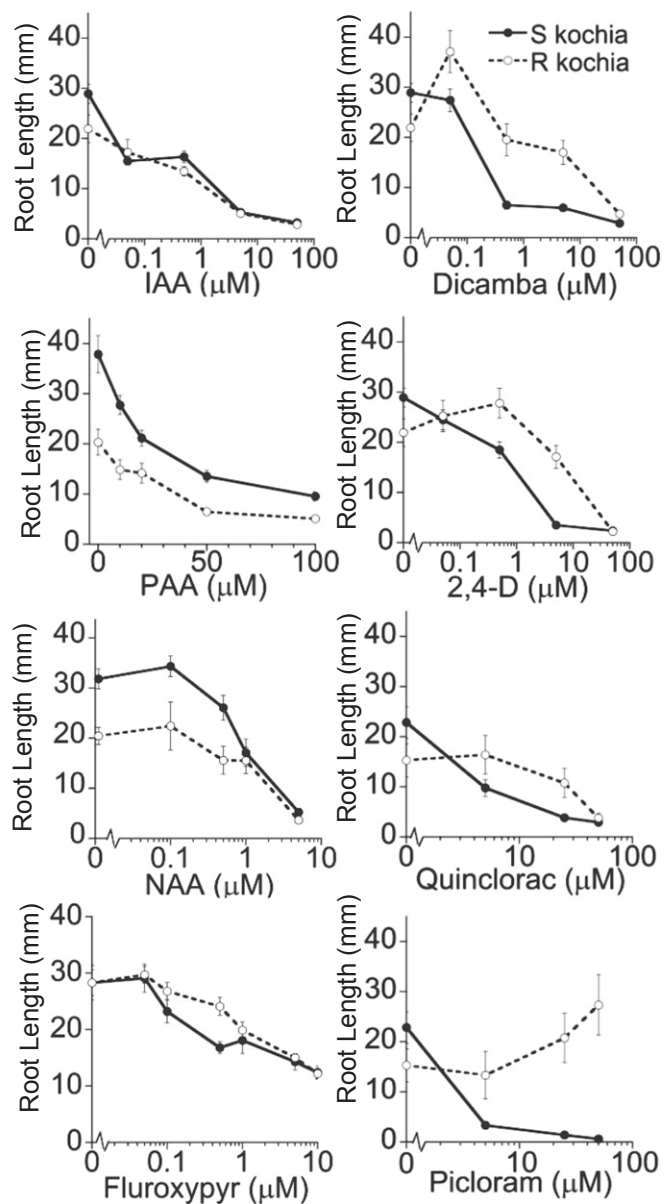 40
30
20
10
0
Root Length (mm)
0 0.1 1 10 100
IAA (μM)
40
30
20
10
0
Root Length (mm)
S kochia
R kochia
0 0.1 1 10 100
Dicamba (μM)
40
30
20
10
0
Root Length (mm)
0 50 100
PAA (μM)
40
30
20
10
0
Root Length (mm)
0 0.1 1 10 100
2,4-D (μM)
40
30
20
10
0
Root Length (mm)
0 0.1 1 10
NAA (μM)
40
30
20
10
0
Root Length (mm)
0 10 100
Quinclorac (μM)
40
30
20
10
0
Root Length (mm)
0 0.1 1 10
Fluroxypyr (μM)
40
30
20
10
0
Root Length (mm)
0 10 100
Picloram (μM)